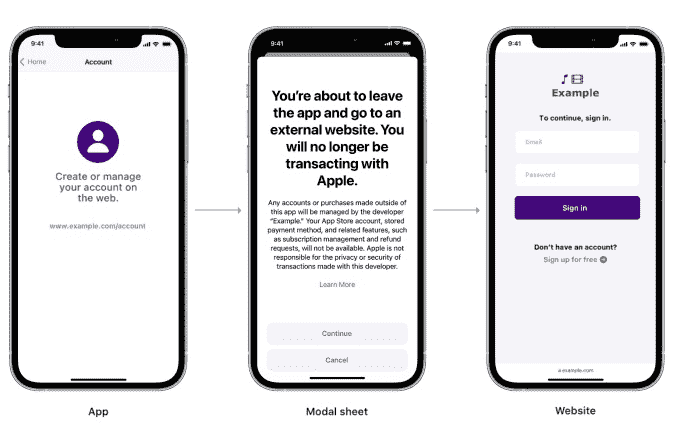 9:41
Home
Account
Create or manage
your account on
the web.
www.example.com/account
App
9:41
You're about to leave
the app and go to an
external website. You
will no longer be
transacting with
Apple.
Any accounts or purchases made outside of
this app will be managed by the developer
"Example." Your App Store account, stored
payment method, and related features, such
as subscription management and refund
requests, will not be available. Apple is not
responsible for the privacy or security of
transactions made with this developer.
Learn More
Continue
Cancel
Modal sheet
9:41
Example
To continue, sign in.
Email
Password
Sign in
Don't have an account?
Sign up for free
example.com
Website